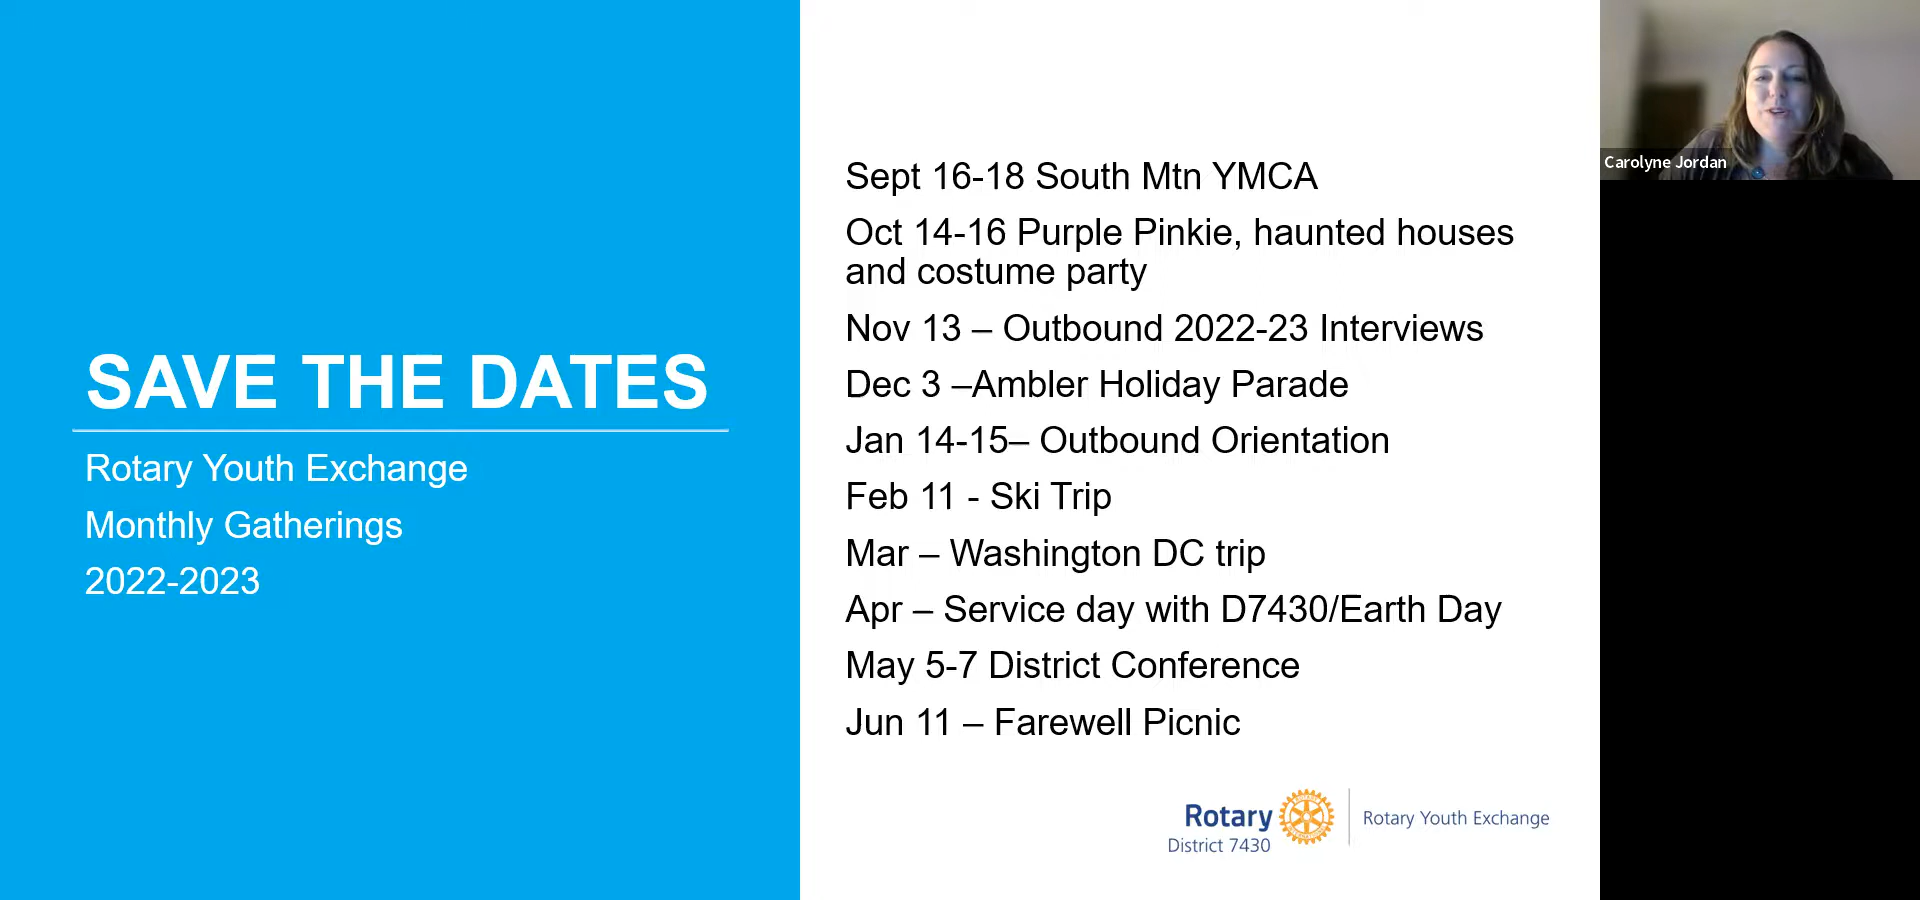 SAVE THE DATES
Rotary Youth Exchange
Monthly Gatherings
2022-2023
Sept 16-18 South Mtn YMCA
Oct 14-16 Purple Pinkie, haunted houses
and costume party
Nov 13 – Outbound 2022-23 Interviews
Dec 3 –Ambler Holiday Parade
Jan 14-15– Outbound Orientation
Feb 11 - Ski Trip
Mar – Washington DC trip
Apr – Service day with D7430/Earth Day
May 5-7 District Conference
Jun 11 – Farewell Picnic
Rotary
District 7430
Rotary Youth Exchange
Carolyne Jordan